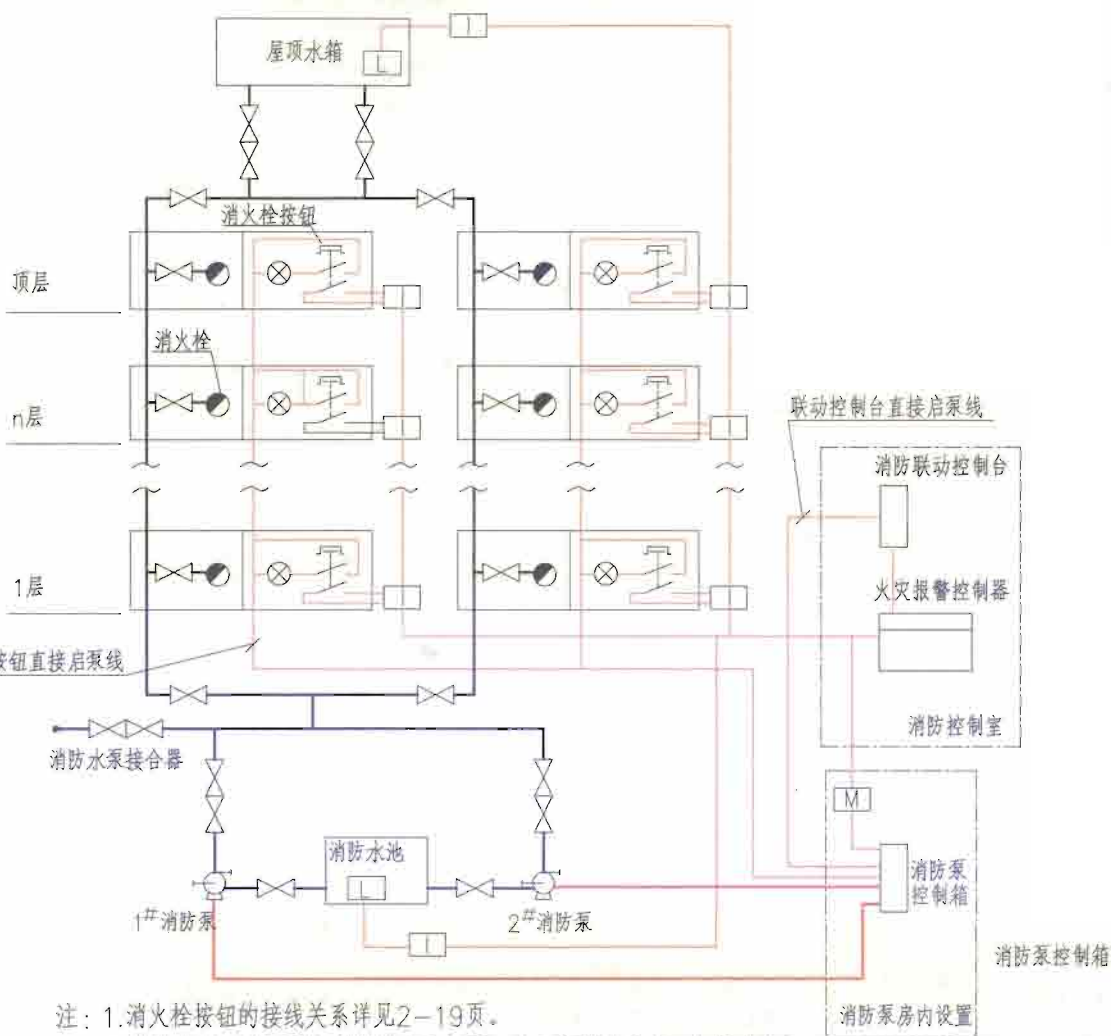 屋顶水箱
L
I
消火栓按钮
顶层
I
I
消火栓
n层
I
I
联动控制台直接启泵线
消防联动控制台
火灾报警控制器
1层
I
I
按钮直接启泵线
消防控制室
消防水泵接合器
M
消防水池
L
消防泵
控制箱
1#消防泵
2#消防泵
I
消防泵控制箱
消防泵房内设置
注：1.消火栓按钮的接线关系详见2-19页。